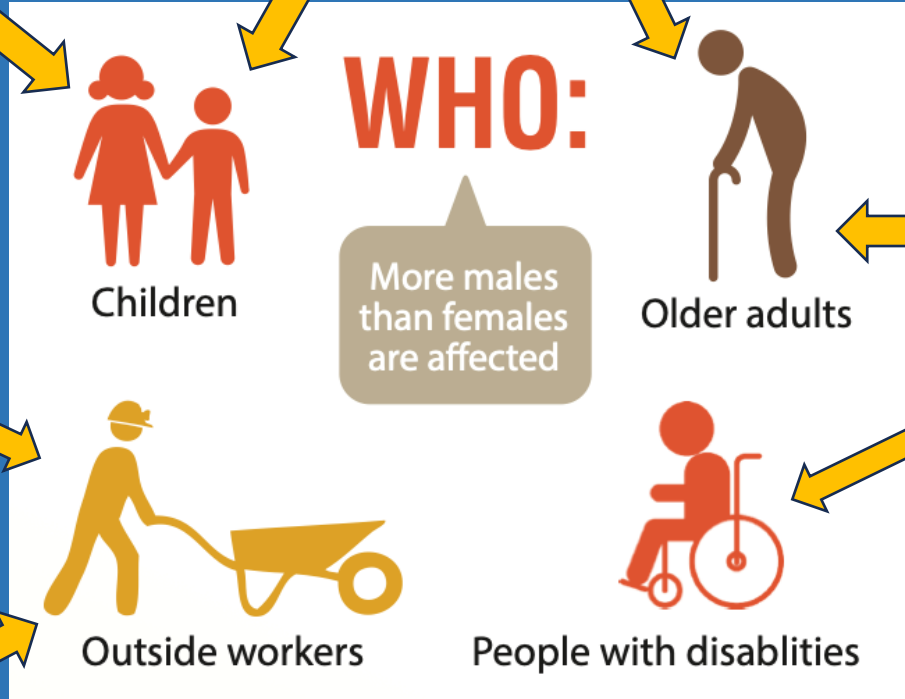 WHO:
More males
than females
are affected
Children
Older adults
Outside workers
People with disablities